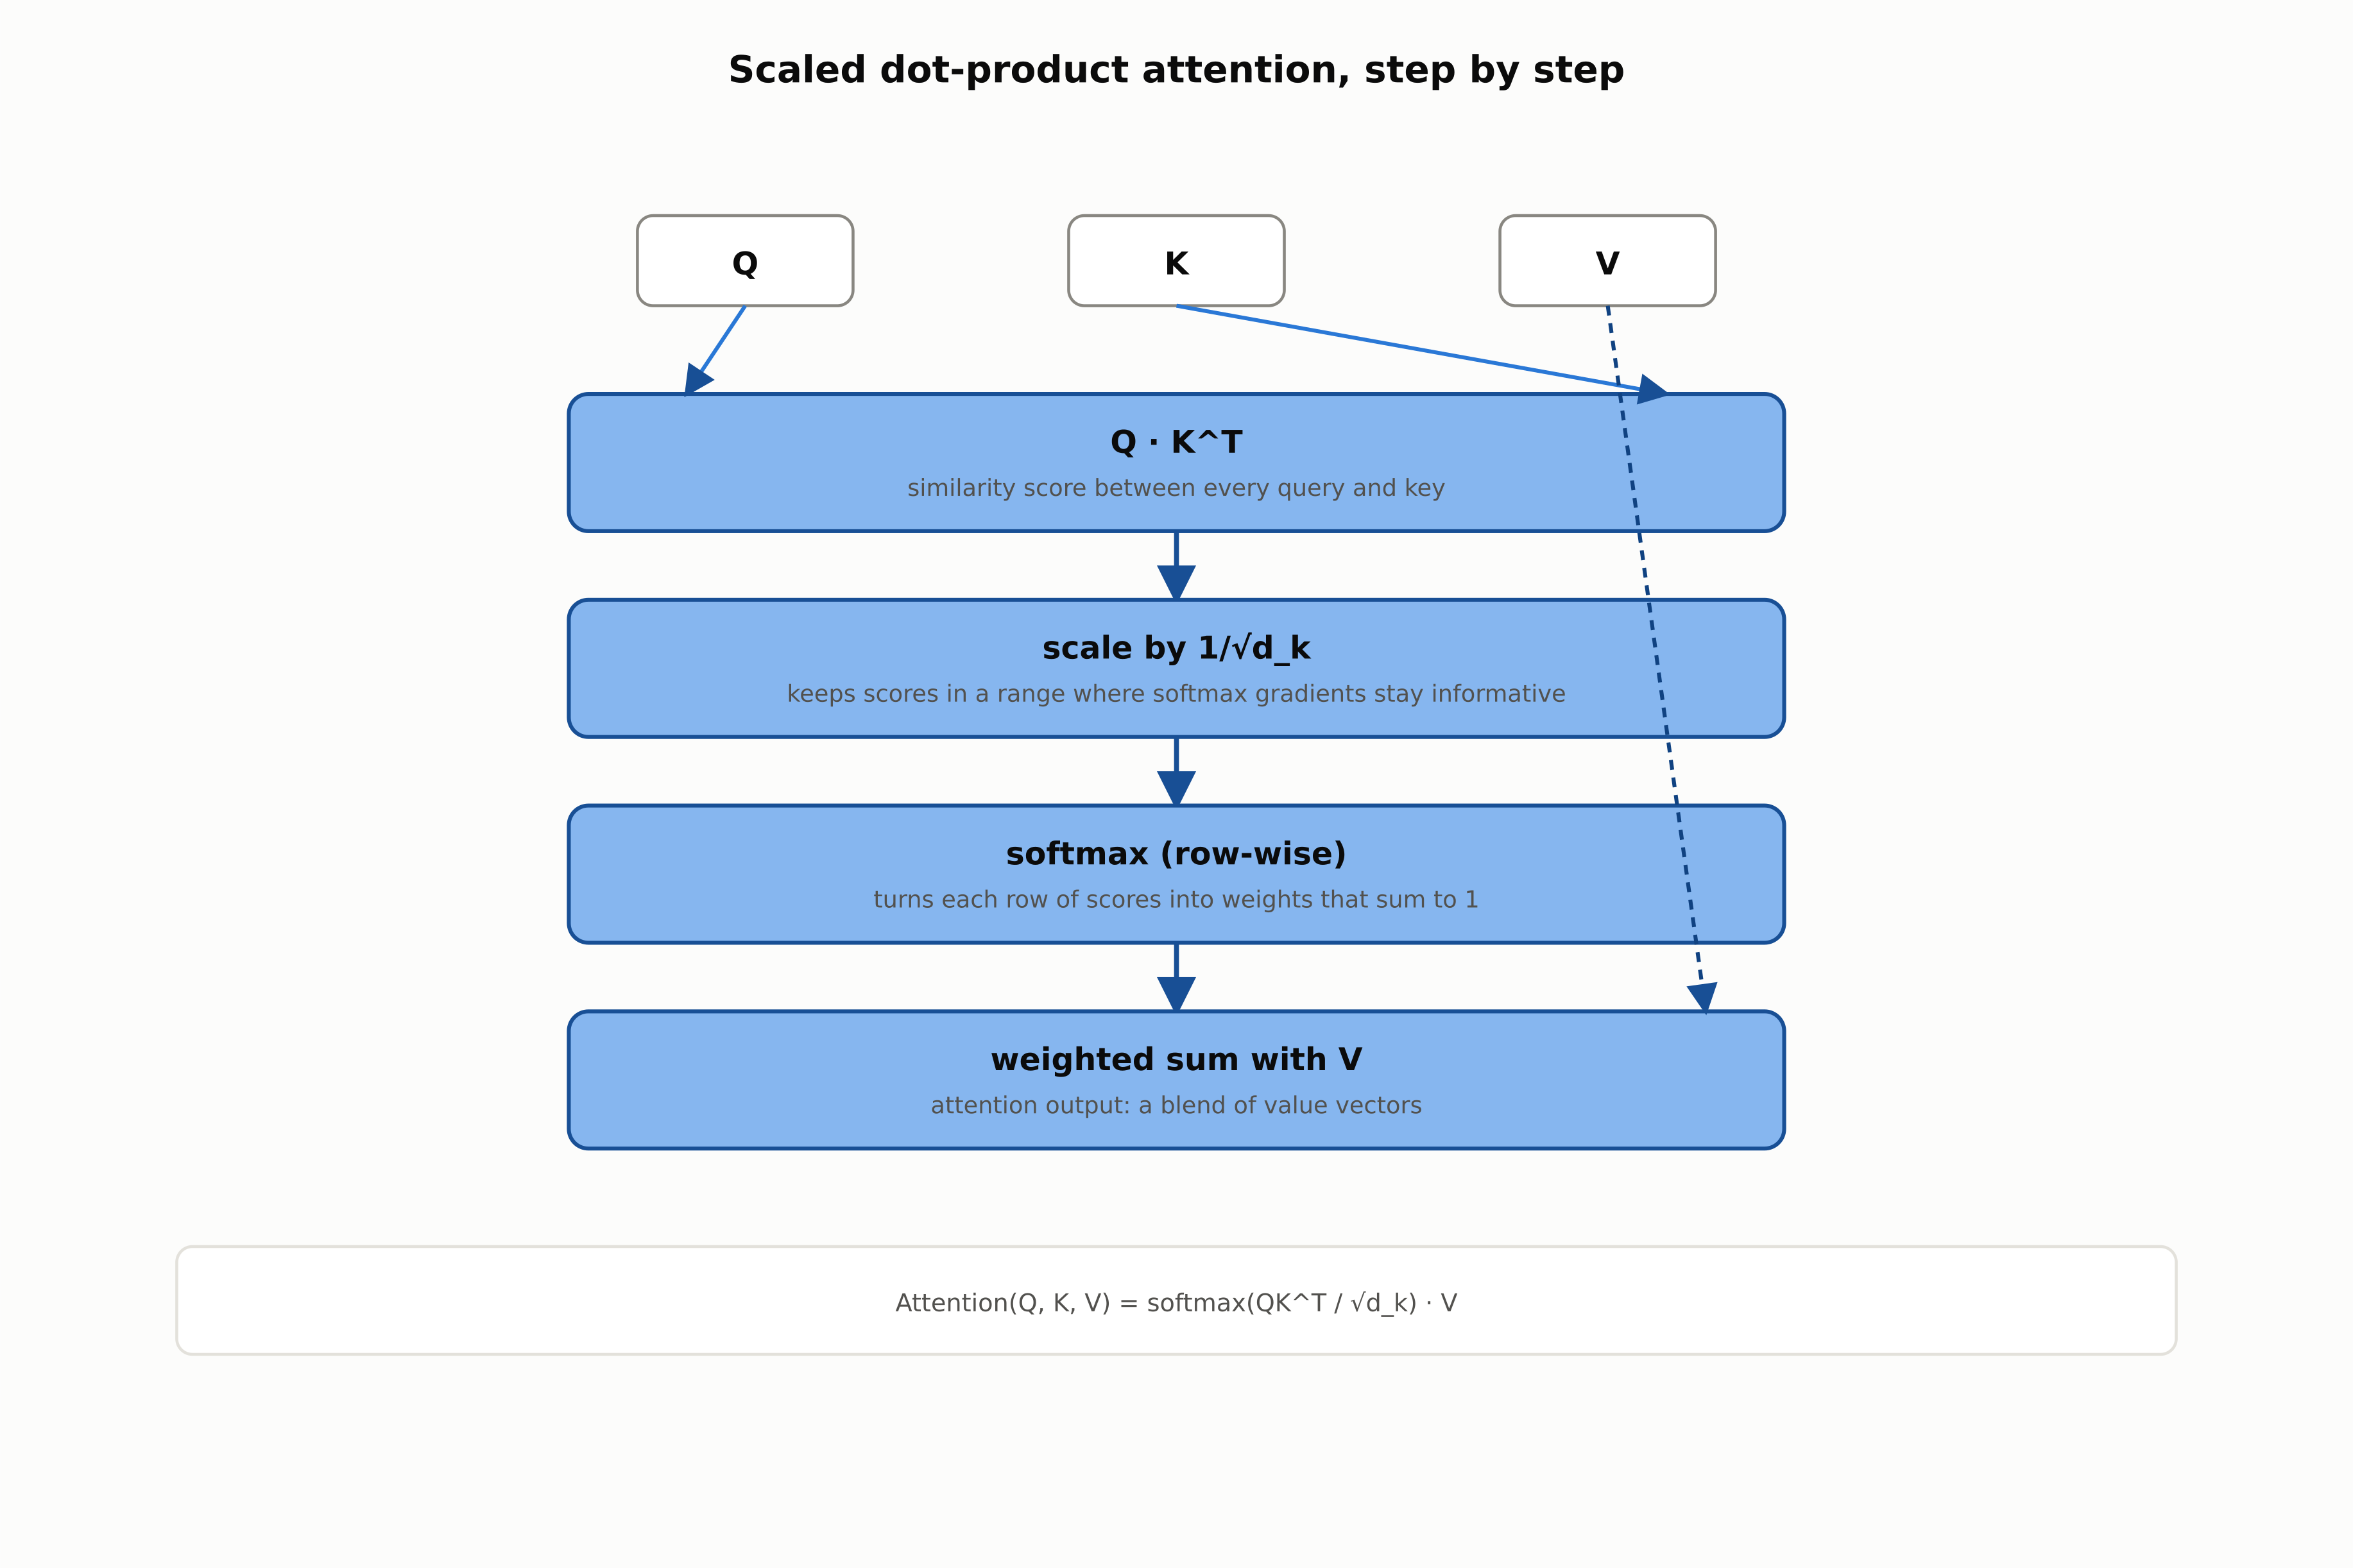 Scaled dot-product attention, step by step
Q
K
V
Q · K^T
similarity score between every query and key
scale by 1/√d_k
keeps scores in a range where softmax gradients stay informative
softmax (row-wise)
turns each row of scores into weights that sum to 1
weighted sum with V
attention output: a blend of value vectors
Attention(Q, K, V) = softmax(QK^T / √d_k) · V